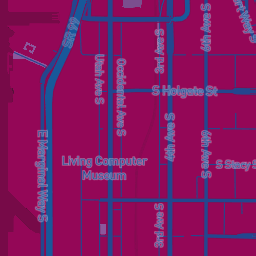 SR 99
Utah Ave S
Occidental Ave S
3rd Ave S
6th Ave S
S Holgate St
4th Ave S
6th Ave S
E Marginal Way S
Living Computer
Museum
S Stacy S
3rd Ave S